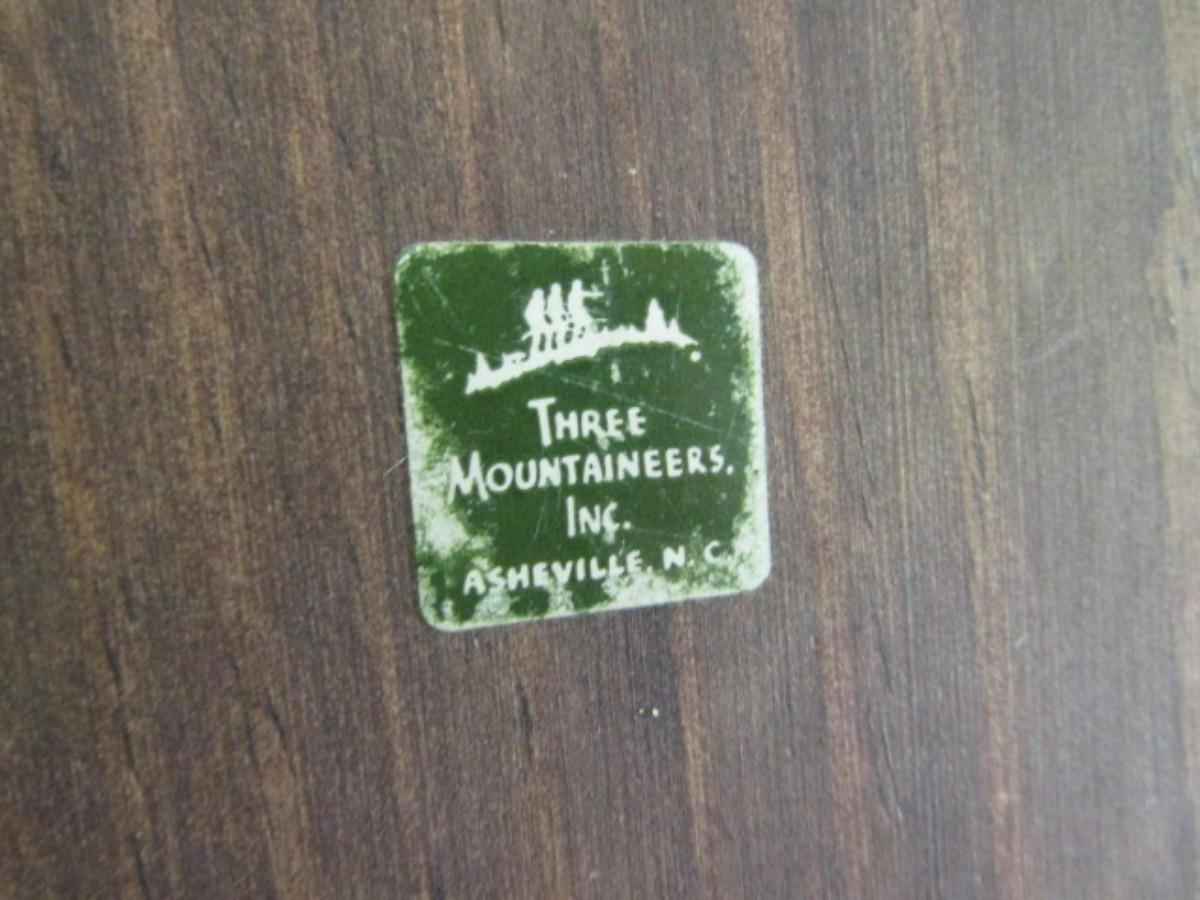 THREE
MOUNTAINEERS.
INC.
ASHEVILLE, N. C.